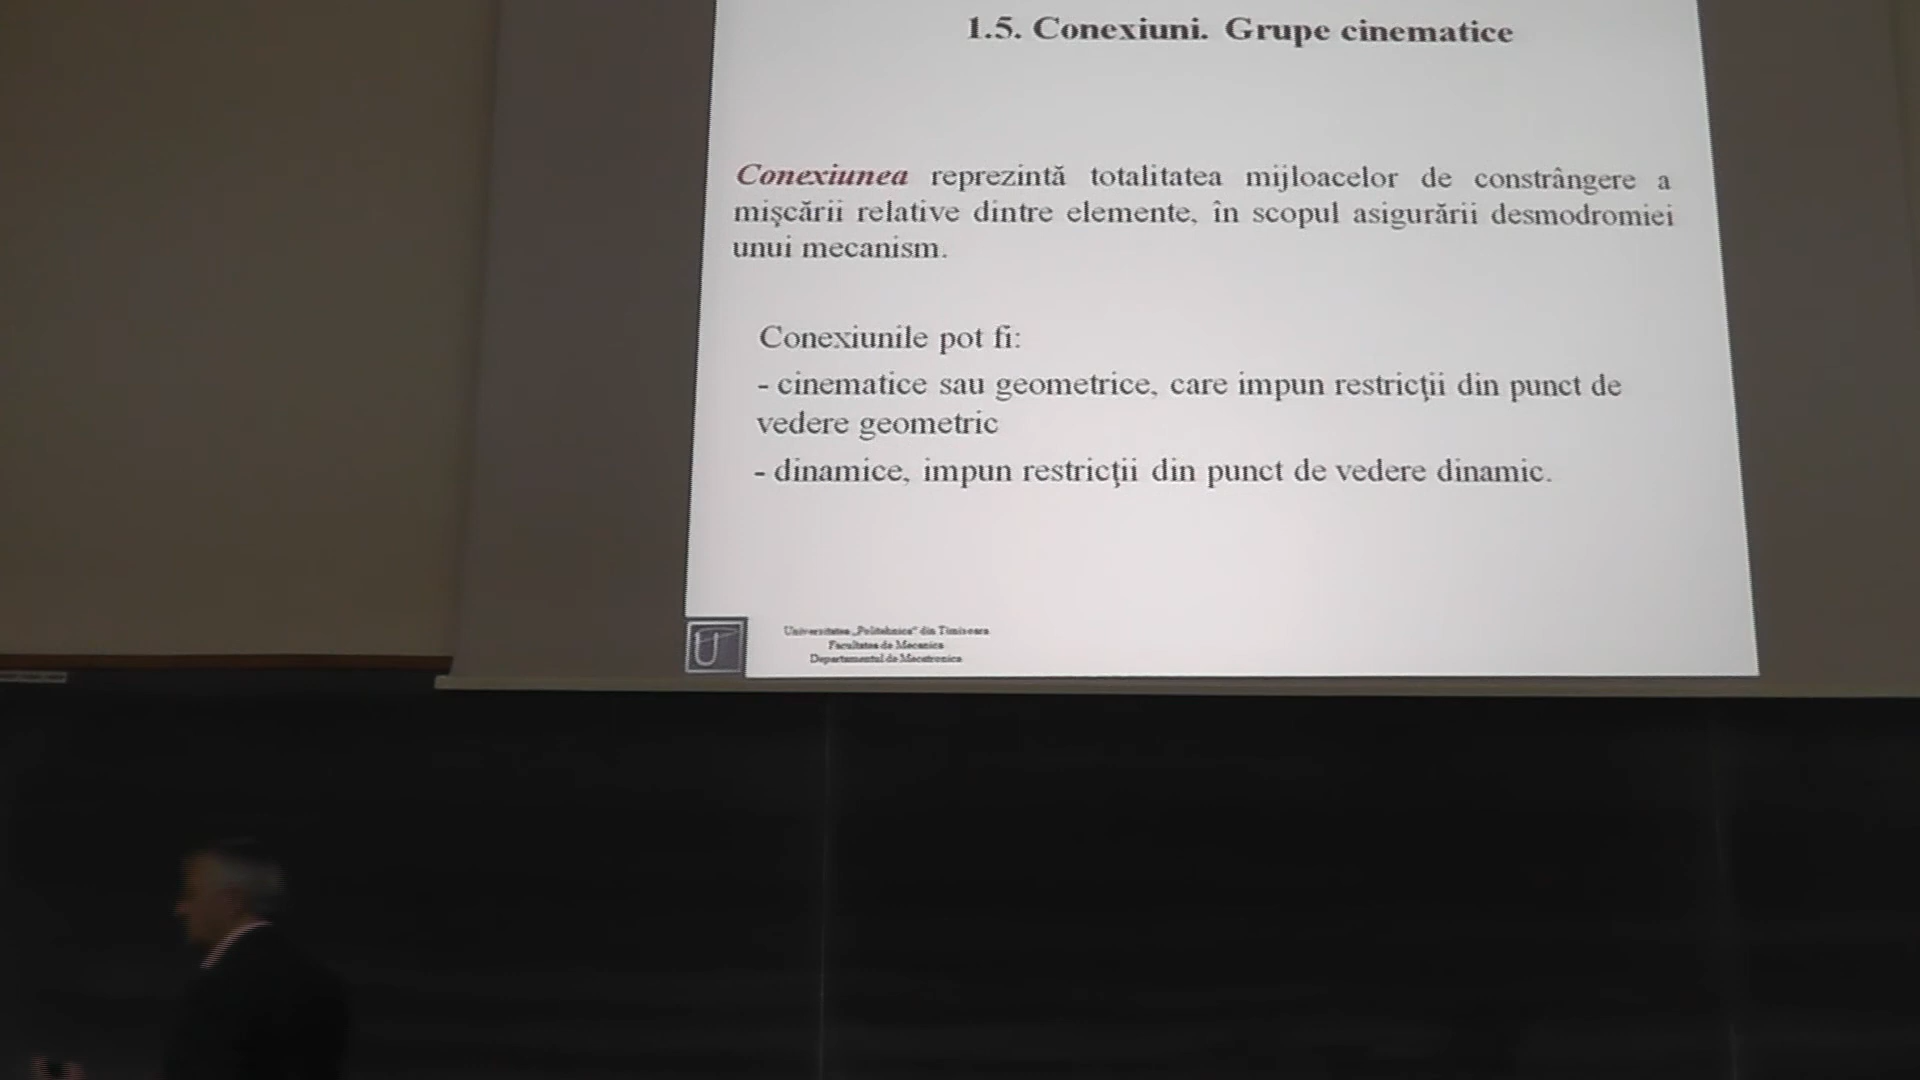 1.5. Conexiuni. Grupe cinematice
Conexiunea reprezintă totalitatea mijloacelor de constrângere a
mişcării relative dintre elemente, în scopul asigurării desmodromiei
unui mecanism.
Conexiunile pot fi:
- cinematice sau geometrice, care impun restricţii din punct de
vedere geometric
- dinamice, impun restricţii din punct de vedere dinamic.
Universitatea „Politehnica“ din Timisoara
Facultatea de Mecanica
Departamentul de Mecatronica